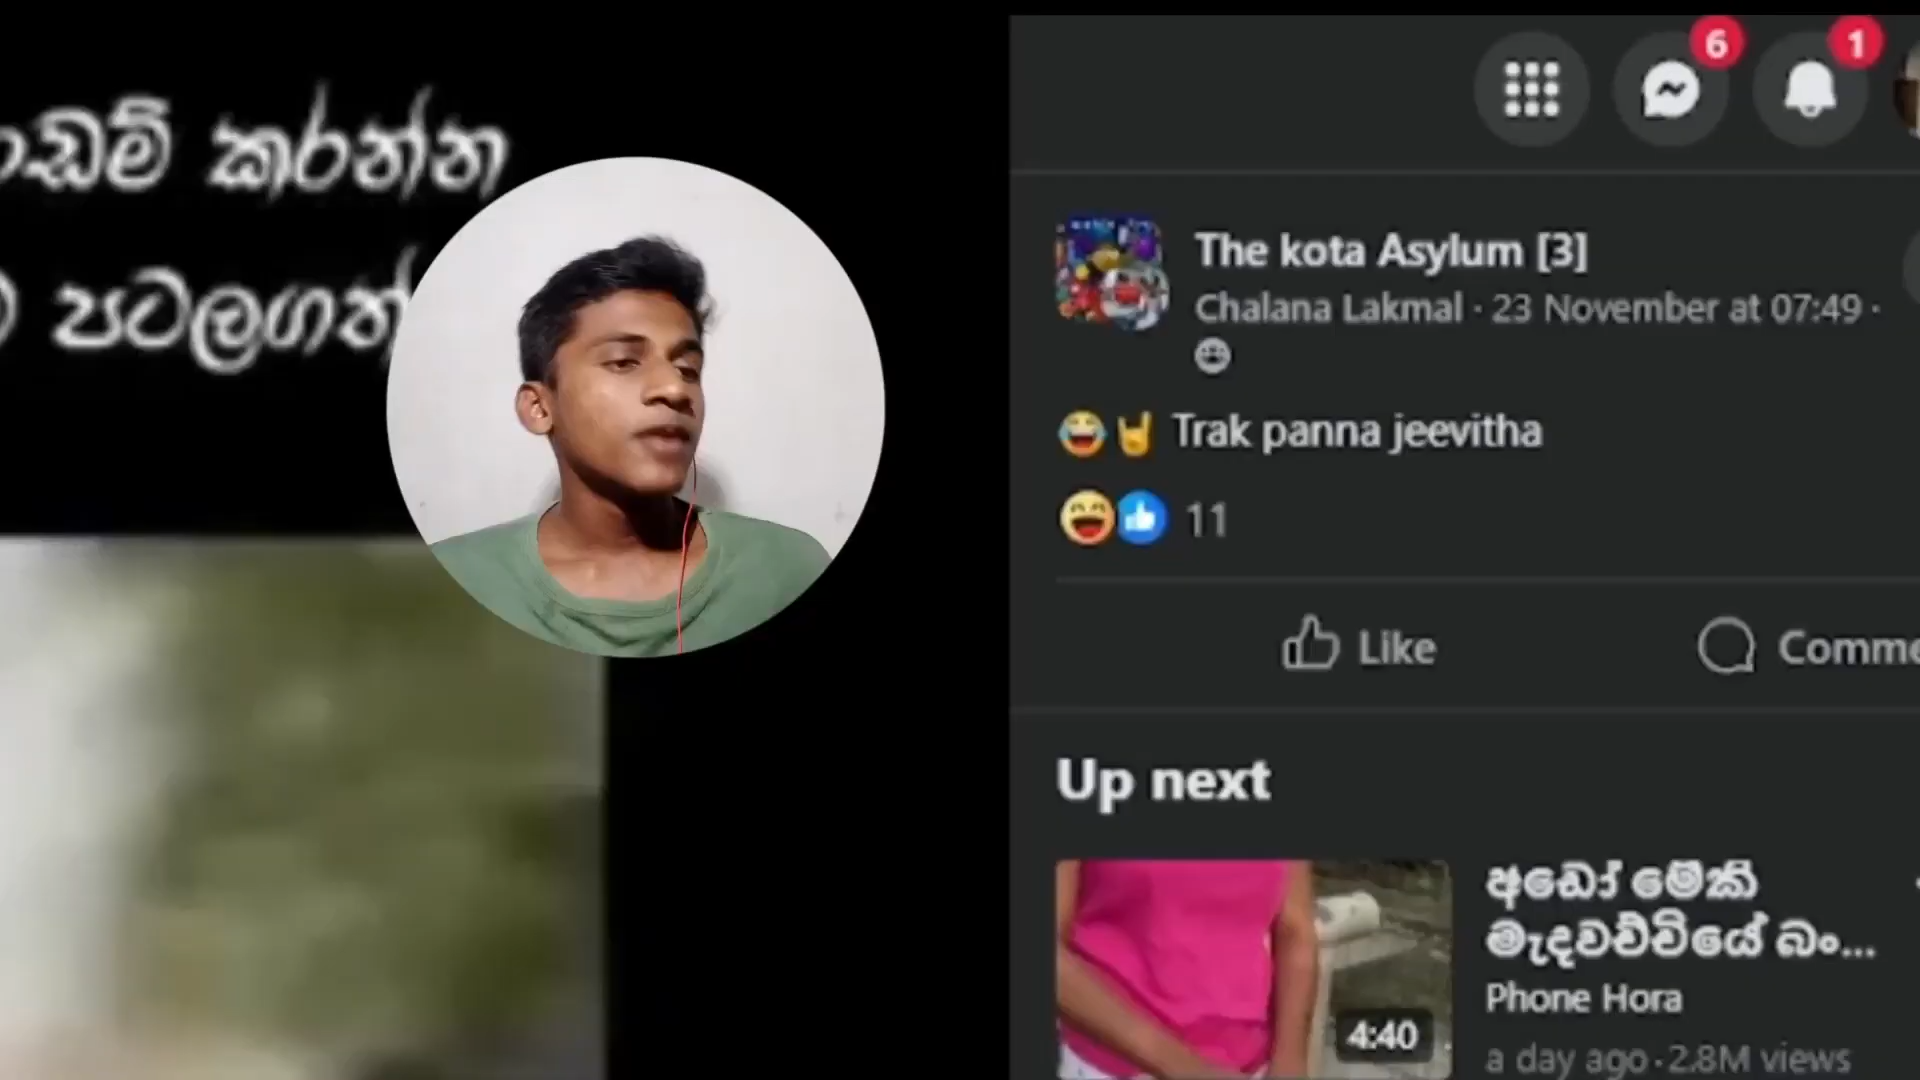 කරන්න
6
1
The kota Asylum [3]
Chalana Lakmal · 23 November at 07:49 ·
Trak panna jeevitha
11
Like
Comme
Up next
අඩෝ මේකි
මැදවච්චියේ බං...
Phone Hora
4:40
a day ago · 2.8M views